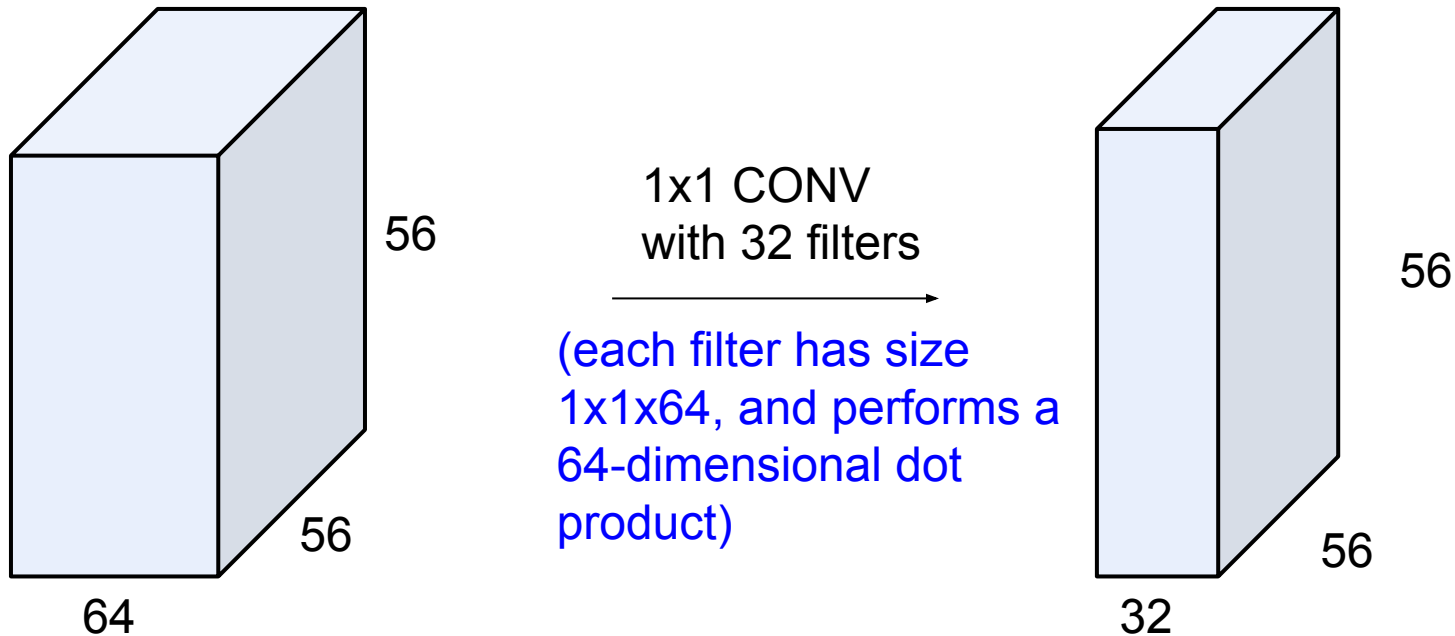 56
56
64
1x1 CONV
with 32 filters
(each filter has size
1x1x64, and performs a
64-dimensional dot
product)
56
56
32